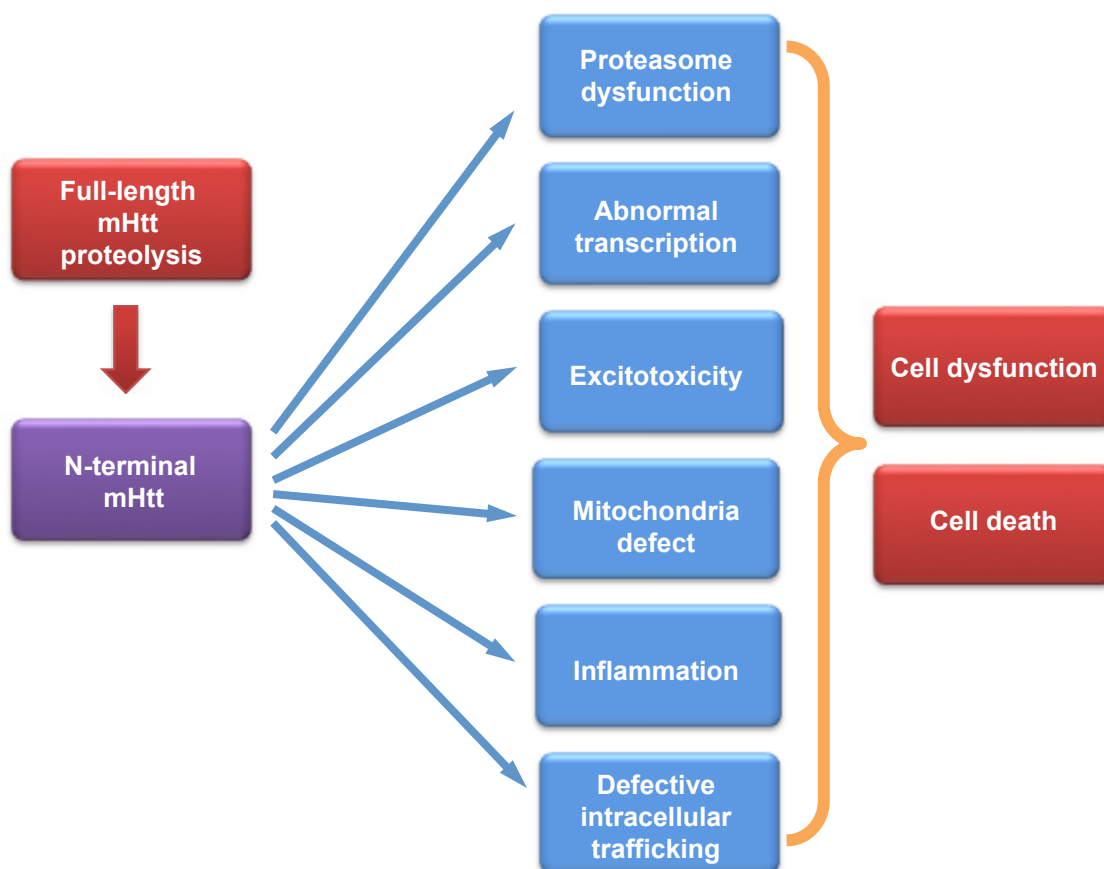 Full-length
mHtt
proteolysis
N-terminal
mHtt
Proteasome
dysfunction
Abnormal
transcription
Excitotoxicity
Mitochondria
defect
Inflammation
Defective
intracellular
trafficking
Cell dysfunction
Cell death